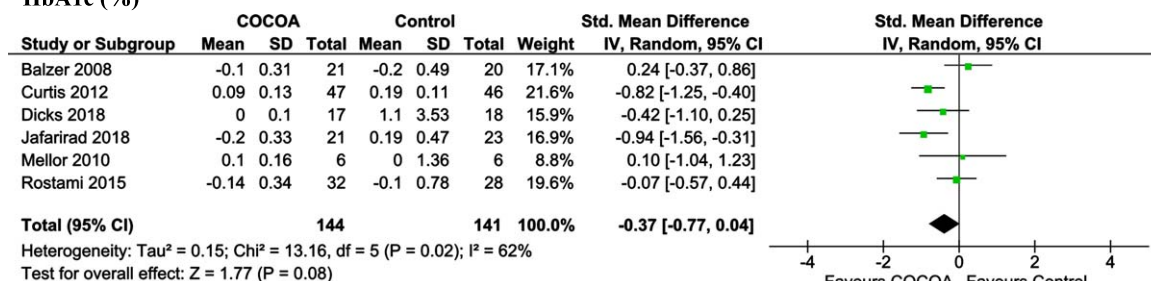 HbA1c (%)
COCOA Control Std. Mean Difference Std. Mean Difference
Study or Subgroup Mean SD Total Mean SD Total Weight IV, Random, 95% CI IV, Random, 95% CI
Balzer 2008 -0.1 0.31 21 -0.2 0.49 20 17.1% 0.24 [-0.37, 0.86]
Curtis 2012 0.09 0.13 47 0.19 0.11 46 21.6% -0.82 [-1.25, -0.40]
Dicks 2018 0 0.1 17 1.1 3.53 18 15.9% -0.42 [-1.10, 0.25]
Jafarirad 2018 -0.2 0.33 21 0.19 0.47 23 16.9% -0.94 [-1.56, -0.31]
Mellor 2010 0.1 0.16 6 0 1.36 6 8.8% 0.10 [-1.04, 1.23]
Rostami 2015 -0.14 0.34 32 -0.1 0.78 28 19.6% -0.07 [-0.57, 0.44]
Total (95% CI) 144 141 100.0% -0.37 [-0.77, 0.04]
Heterogeneity: Tau² = 0.15; Chi² = 13.16, df = 5 (P = 0.02); I² = 62%
Test for overall effect: Z = 1.77 (P = 0.08)
-4 -2 0 2 4
Favours COCOA Favours Control